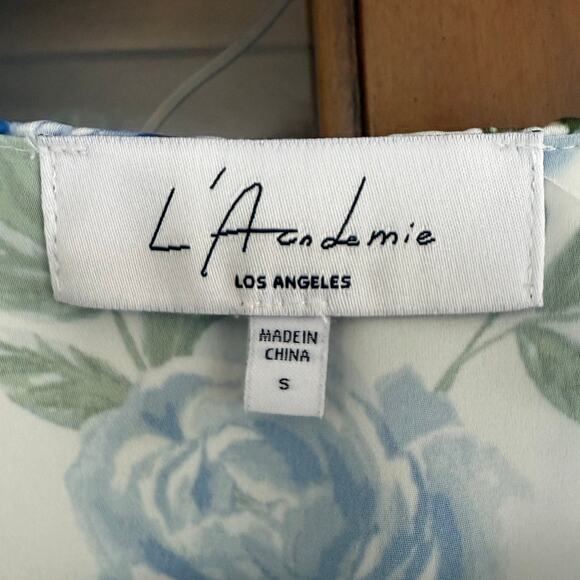 L'Academie
LOS ANGELES
MADE IN
CHINA
S